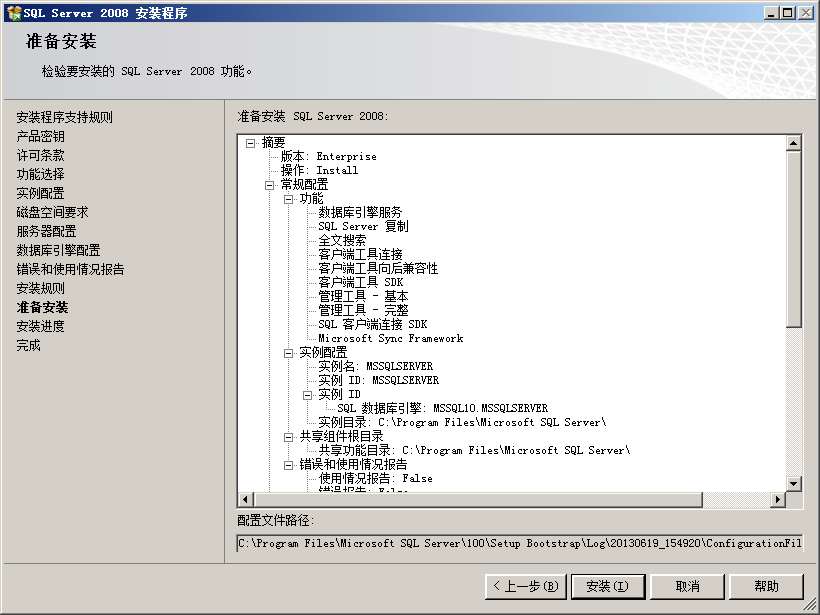 SQL Server 2008 安装程序
准备安装
检验要安装的 SQL Server 2008 功能。
安装程序支持规则
产品密钥
许可条款
功能选择
实例配置
磁盘空间要求
服务器配置
数据库引擎配置
错误和使用情况报告
安装规则
准备安装
安装进度
完成
准备安装 SQL Server 2008:
摘要
版本: Enterprise
操作: Install
常规配置
功能
数据库引擎服务
SQL Server 复制
全文搜索
客户端工具连接
客户端工具向后兼容性
客户端工具 SDK
管理工具 - 基本
管理工具 - 完整
SQL 客户端连接 SDK
Microsoft Sync Framework
实例配置
实例名: MSSQLSERVER
实例 ID: MSSQLSERVER
实例 ID
SQL 数据库引擎: MSSQL10.MSSQLSERVER
实例目录: C:\Program Files\Microsoft SQL Server\
共享组件根目录
共享功能目录: C:\Program Files\Microsoft SQL Server\
错误和使用情况报告
使用情况报告: False
错误报告: False
配置文件路径:
C:\Program Files\Microsoft SQL Server\100\Setup Bootstrap\Log\20130619_154920\ConfigurationFil
< 上一步(B)
安装(I)
取消
帮助